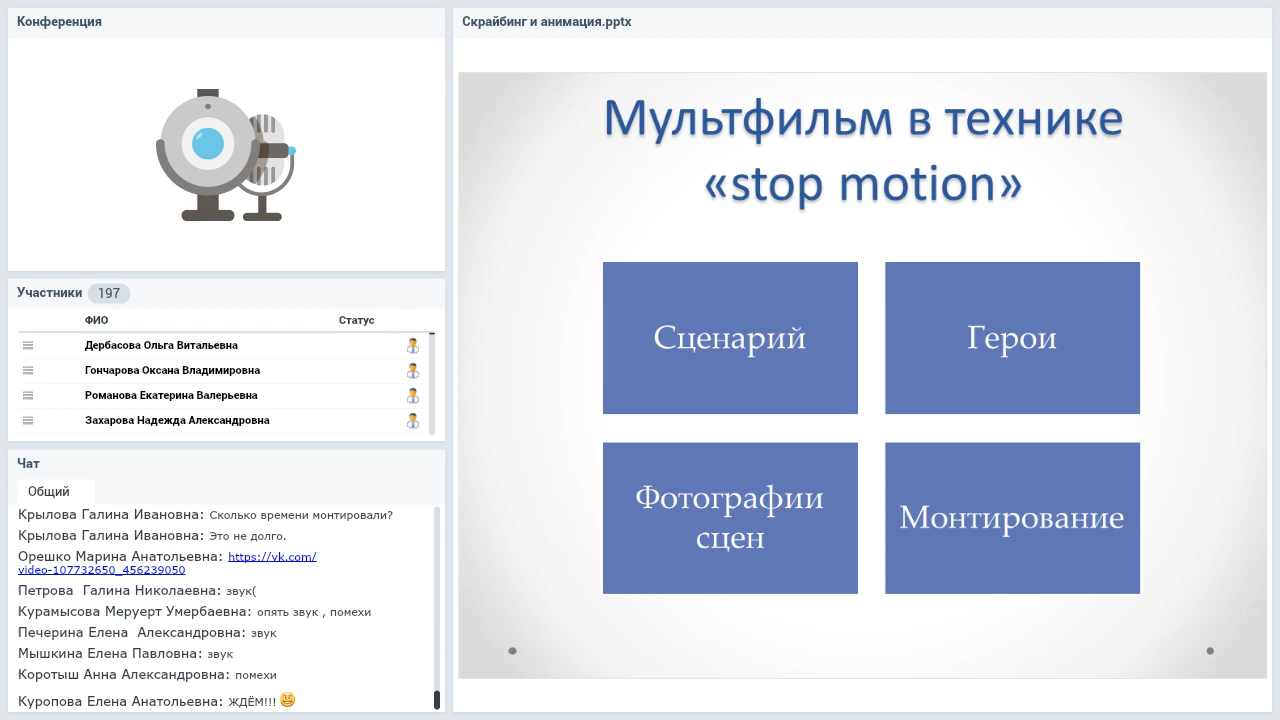 Конференция
Участники 197
ФИО Статус
Дербасова Ольга Витальевна
Гончарова Оксана Владимировна
Романова Екатерина Валерьевна
Захарова Надежда Александровна
Чат
Общий
Крылова Галина Ивановна: Сколько времени монтировали?
Крылова Галина Ивановна: Это не долго.
Орешко Марина Анатольевна: https://vk.com/
video-107732650_456239050
Петрова  Галина Николаевна: звук(
Курамысова Меруерт Умербаевна: опять звук , помехи
Печерина Елена  Александровна: звук
Мышкина Елена Павловна: звук
Коротыш Анна Александровна: помехи
Куропова Елена Анатольевна: ЖДЁМ!!!
Скрайбинг и анимация.pptx
Мультфильм в технике
«stop motion»
Сценарий
Герои
Фотографии
сцен
Монтирование